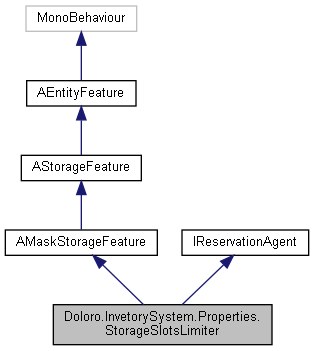 MonoBehaviour
AEntityFeature
AStorageFeature
AMaskStorageFeature
IReservationAgent
Doloro.InvetorySystem.Properties.
StorageSlotsLimiter